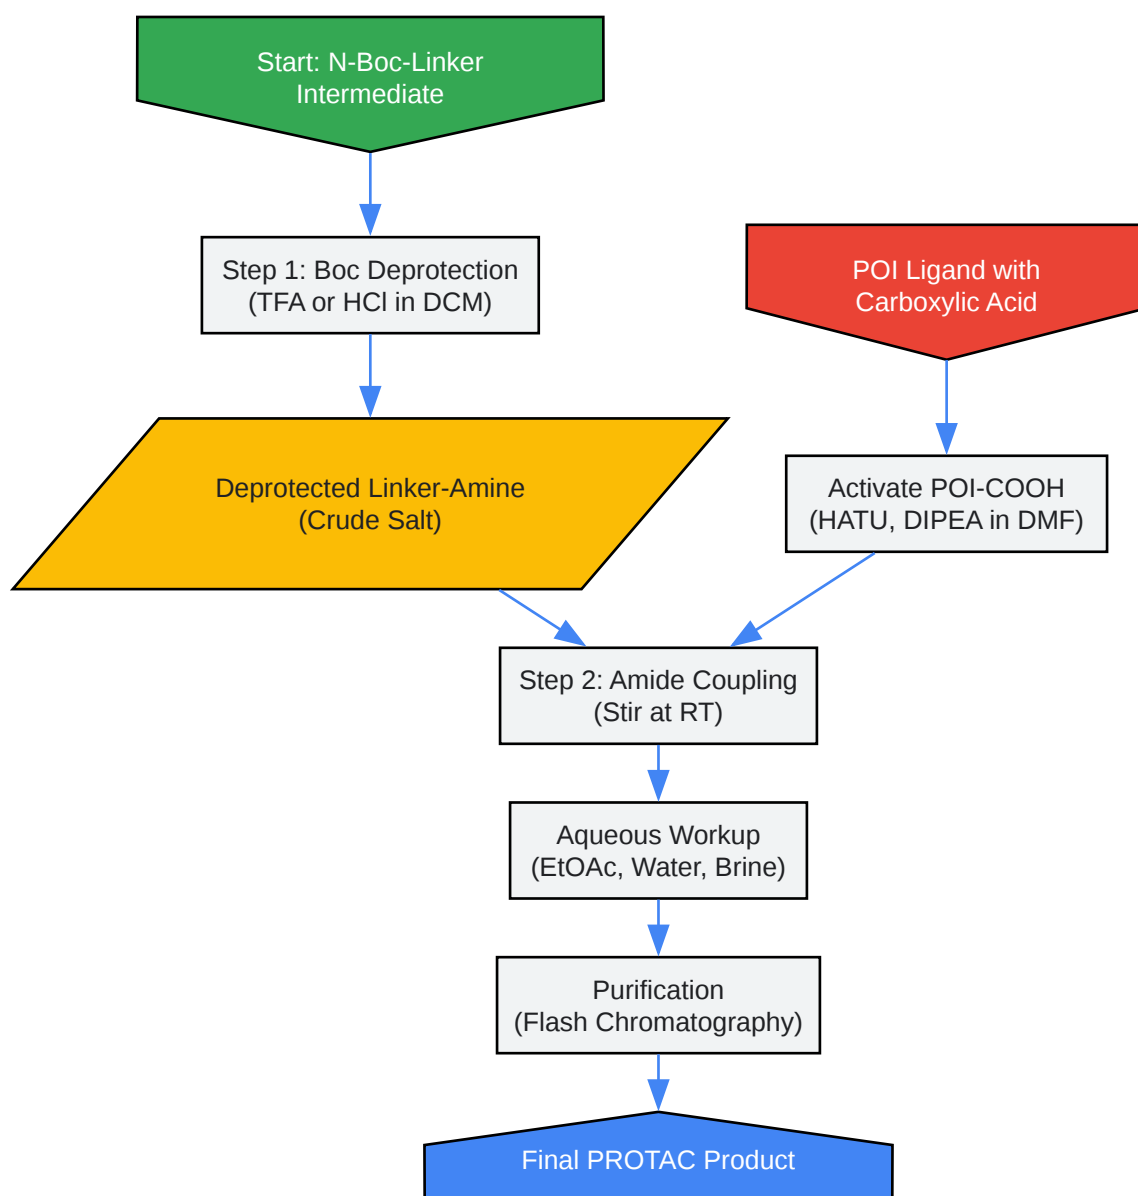 Start: N-Boc-Linker
Intermediate
Step 1: Boc Deprotection
(TFA or HCl in DCM)
POI Ligand with
Carboxylic Acid
Deprotected Linker-Amine
(Crude Salt)
Activate POI-COOH
(HATU, DIPEA in DMF)
Step 2: Amide Coupling
(Stir at RT)
Aqueous Workup
(EtOAc, Water, Brine)
Purification
(Flash Chromatography)
Final PROTAC Product